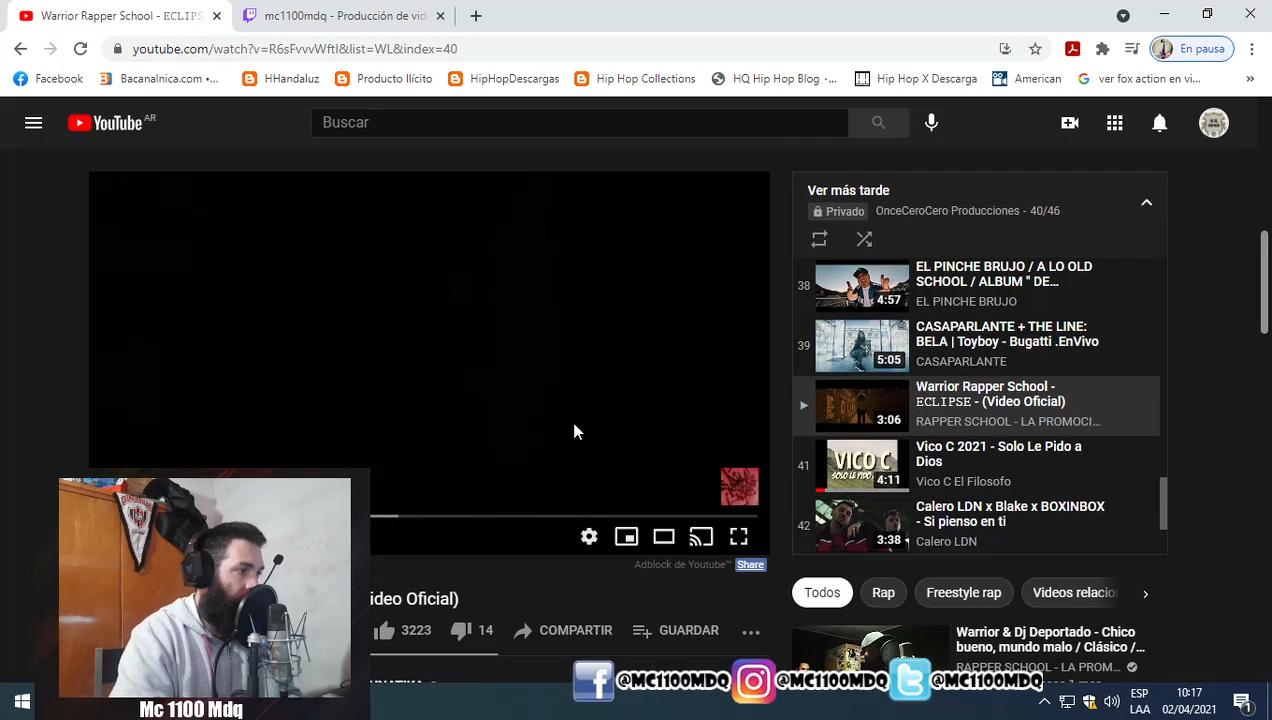 Warrior Rapper School - ECLIPS
mc1100mdq - Producción de vid
youtube.com/watch?v=R6sFvvvWftI&list=WL&index=40
En pausa
Facebook
Bacanalnica.com •...
HHandaluz
Producto Ilícito
HipHopDescargas
Hip Hop Collections
HQ Hip Hop Blog -...
Hip Hop X Descarga
American
ver fox action en vi...
YouTube AR
Buscar
Ver más tarde
Privado
OnceCeroCero Producciones - 40/46
38
4:57
EL PINCHE BRUJO / A LO OLD
SCHOOL / ALBUM " DE...
EL PINCHE BRUJO
39
5:05
CASAPARLANTE + THE LINE:
BELA | Toyboy - Bugatti .EnVivo
CASAPARLANTE
3:06
Warrior Rapper School -
ECLIPSE - (Video Oficial)
RAPPER SCHOOL - LA PROMOCI...
41
VICO C
SOLO LE PIDO
4:11
Vico C 2021 - Solo Le Pido a
Dios
Vico C El Filosofo
42
3:38
Calero LDN x Blake x BOXINBOX
- Si pienso en ti
Calero LDN
Adblock de Youtube™ Share
ideo Oficial)
3223
14
COMPARTIR
GUARDAR
Todos
Rap
Freestyle rap
Videos relacio
Warrior & Dj Deportado - Chico
bueno, mundo malo / Clásico /...
RAPPER SCHOOL - LA PROM...
@MC1100MDQ
@MC1100MDQ
@MC1100MDQ
Mc 1100 Mdq
ESP
LAA
10:17
02/04/2021
1